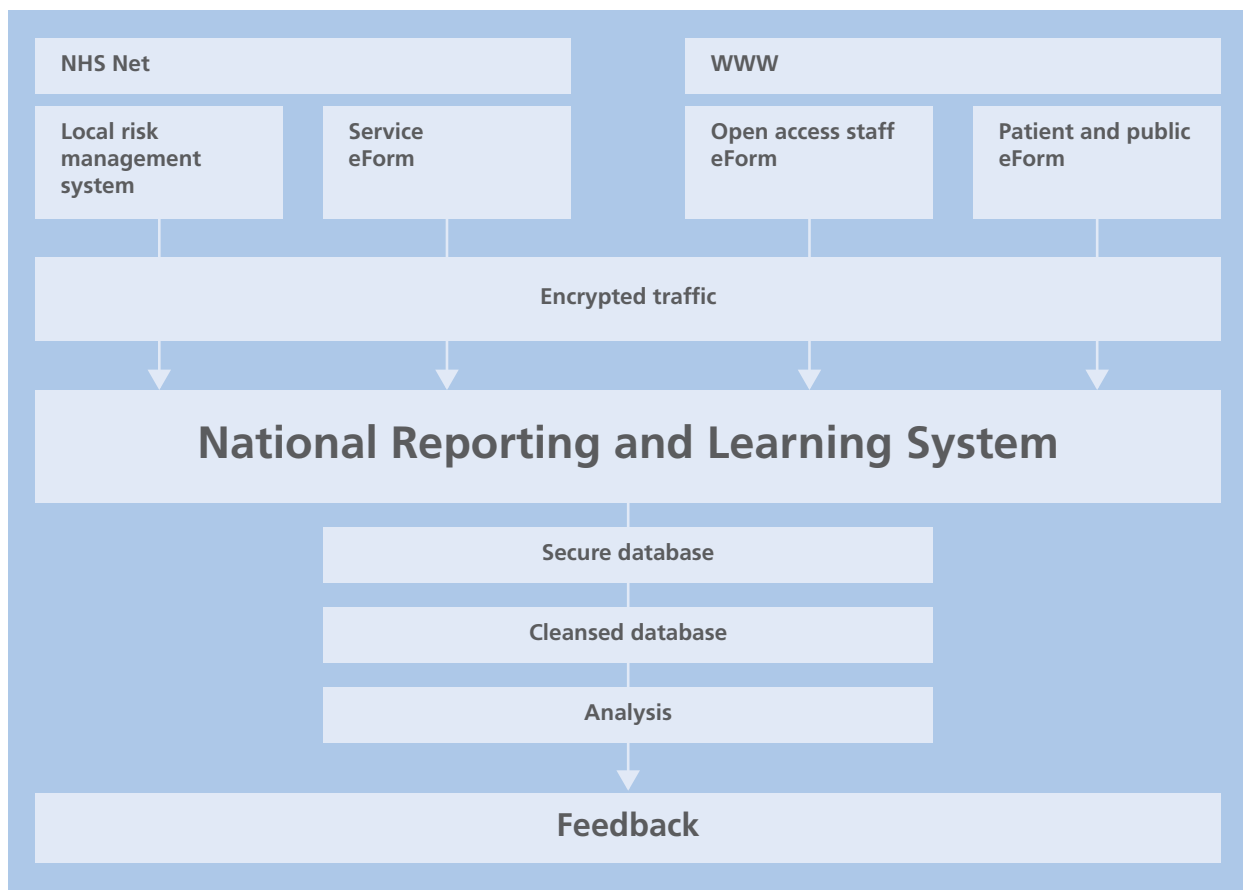 NHS Net
WWW
Local risk
management
system
Service
eForm
Open access staff
eForm
Patient and public
eForm
Encrypted traffic
National Reporting and Learning System
Secure database
Cleansed database
Analysis
Feedback